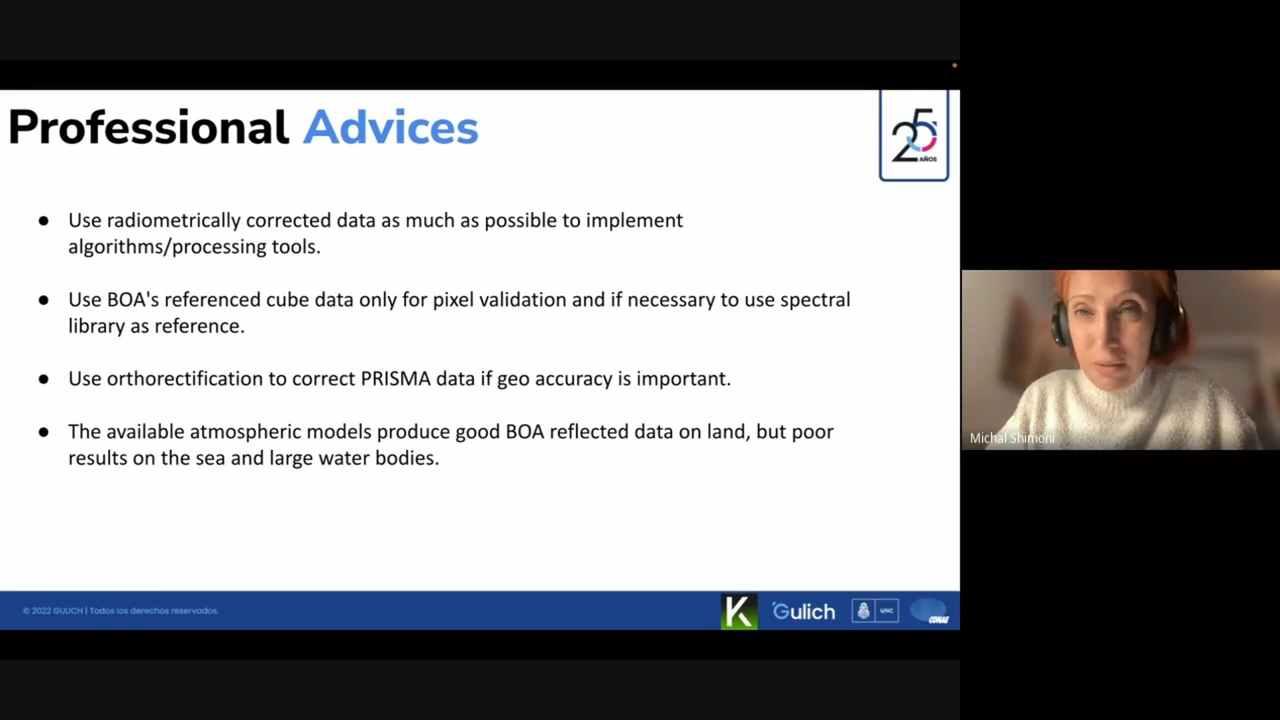 Professional Advices
25
AÑOS
● Use radiometrically corrected data as much as possible to implement
algorithms/processing tools.
● Use BOA's referenced cube data only for pixel validation and if necessary to use spectral
library as reference.
● Use orthorectification to correct PRISMA data if geo accuracy is important.
● The available atmospheric models produce good BOA reflected data on land, but poor
results on the sea and large water bodies.
Michal Shimoni
© 2022 GULICH | Todos los derechos reservados.
K
Gulich
UNC
CONAE